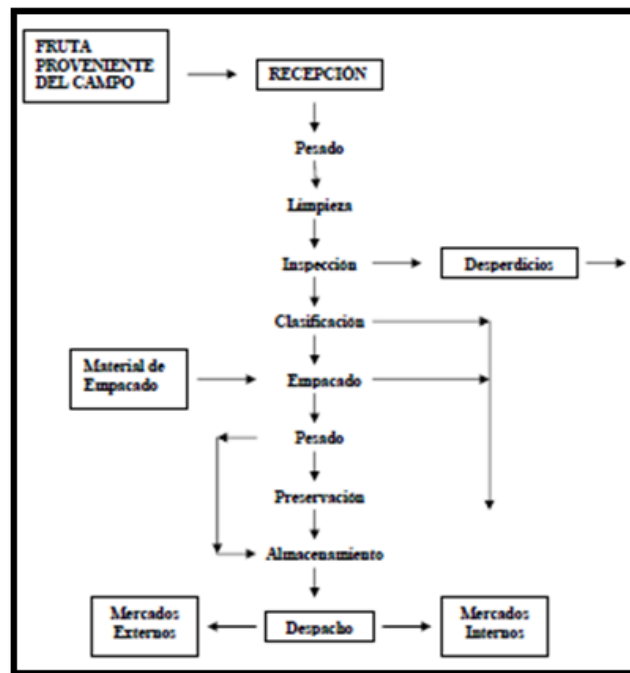 FRUTA
PROVENIENTE
DEL CAMPO
RECEPCIÓN
Pesado
Limpieza
Inspección
Desperdicios
Clasificación
Material de
Empacado
Empacado
Pesado
Preservación
Almacenamiento
Mercados
Externos
Despacho
Mercados
Internos